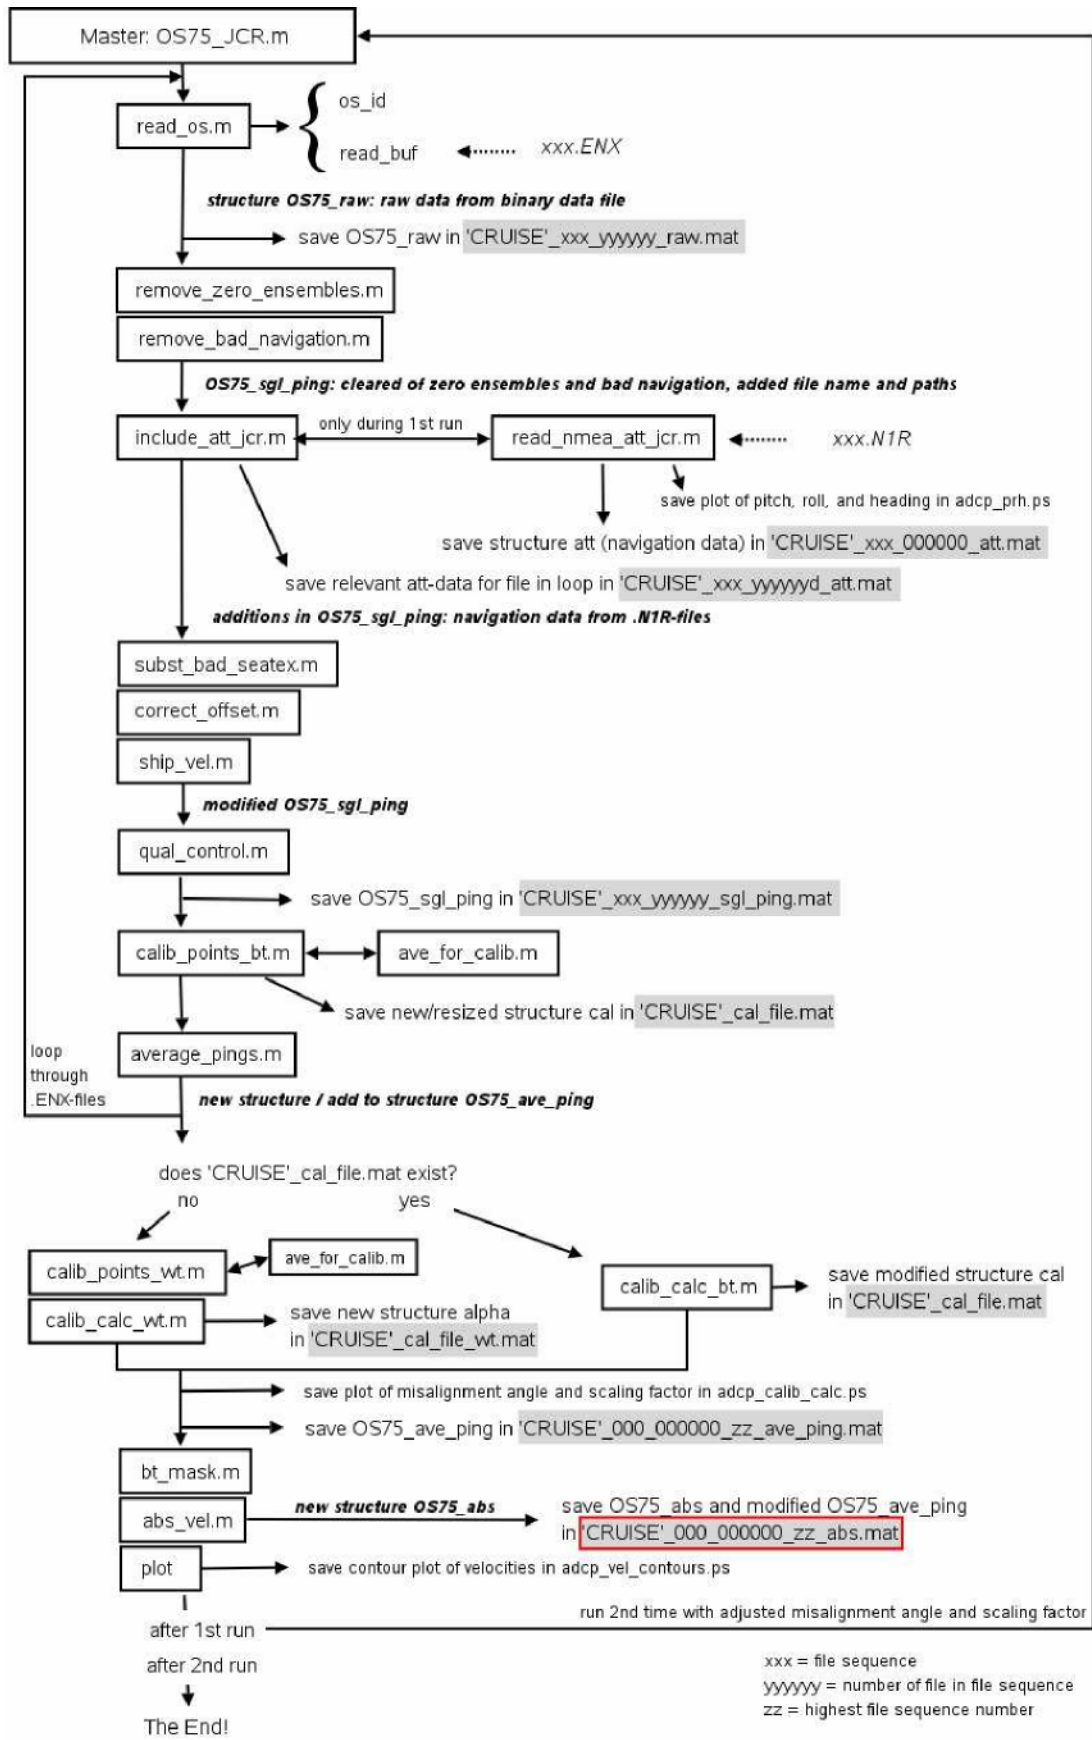 Master: OS75_JCR.m
read_os.m
os_id
read_buf
xxx.ENX
structure OS75_raw: raw data from binary data file
save OS75_raw in 'CRUISE'_xxx_yyyyyy_raw.mat
remove_zero_ensembles.m
remove_bad_navigation.m
OS75_sgl_ping: cleared of zero ensembles and bad navigation, added file name and paths
include_att_jcr.m
only during 1st run
read_nmea_att_jcr.m
xxx.N1R
save plot of pitch, roll, and heading in adcp_prh.ps
save structure att (navigation data) in 'CRUISE'_xxx_000000_att.mat
save relevant att-data for file in loop in 'CRUISE'_xxx_yyyyyyd_att.mat
additions in OS75_sgl_ping: navigation data from .N1R-files
subst_bad_seatex.m
correct_offset.m
ship_vel.m
modified OS75_sgl_ping
qual_control.m
save OS75_sgl_ping in 'CRUISE'_xxx_yyyyyy_sgl_ping.mat
calib_points_bt.m
ave_for_calib.m
save new/resized structure cal in 'CRUISE'_cal_file.mat
average_pings.m
loop
through
.ENX-files
new structure / add to structure OS75_ave_ping
does 'CRUISE'_cal_file.mat exist?
no
yes
calib_points_wt.m
ave_for_calib.m
calib_calc_bt.m
save modified structure cal
in 'CRUISE'_cal_file.mat
calib_calc_wt.m
save new structure alpha
in 'CRUISE'_cal_file_wt.mat
save plot of misalignment angle and scaling factor in adcp_calib_calc.ps
save OS75_ave_ping in 'CRUISE'_000_000000_zz_ave_ping.mat
bt_mask.m
abs_vel.m
new structure OS75_abs
save OS75_abs and modified OS75_ave_ping
in 'CRUISE'_000_000000_zz_abs.mat
plot
save contour plot of velocities in adcp_vel_contours.ps
run 2nd time with adjusted misalignment angle and scaling factor
after 1st run
after 2nd run
The End!
xxx = file sequence
yyyyyy = number of file in file sequence
zz = highest file sequence number